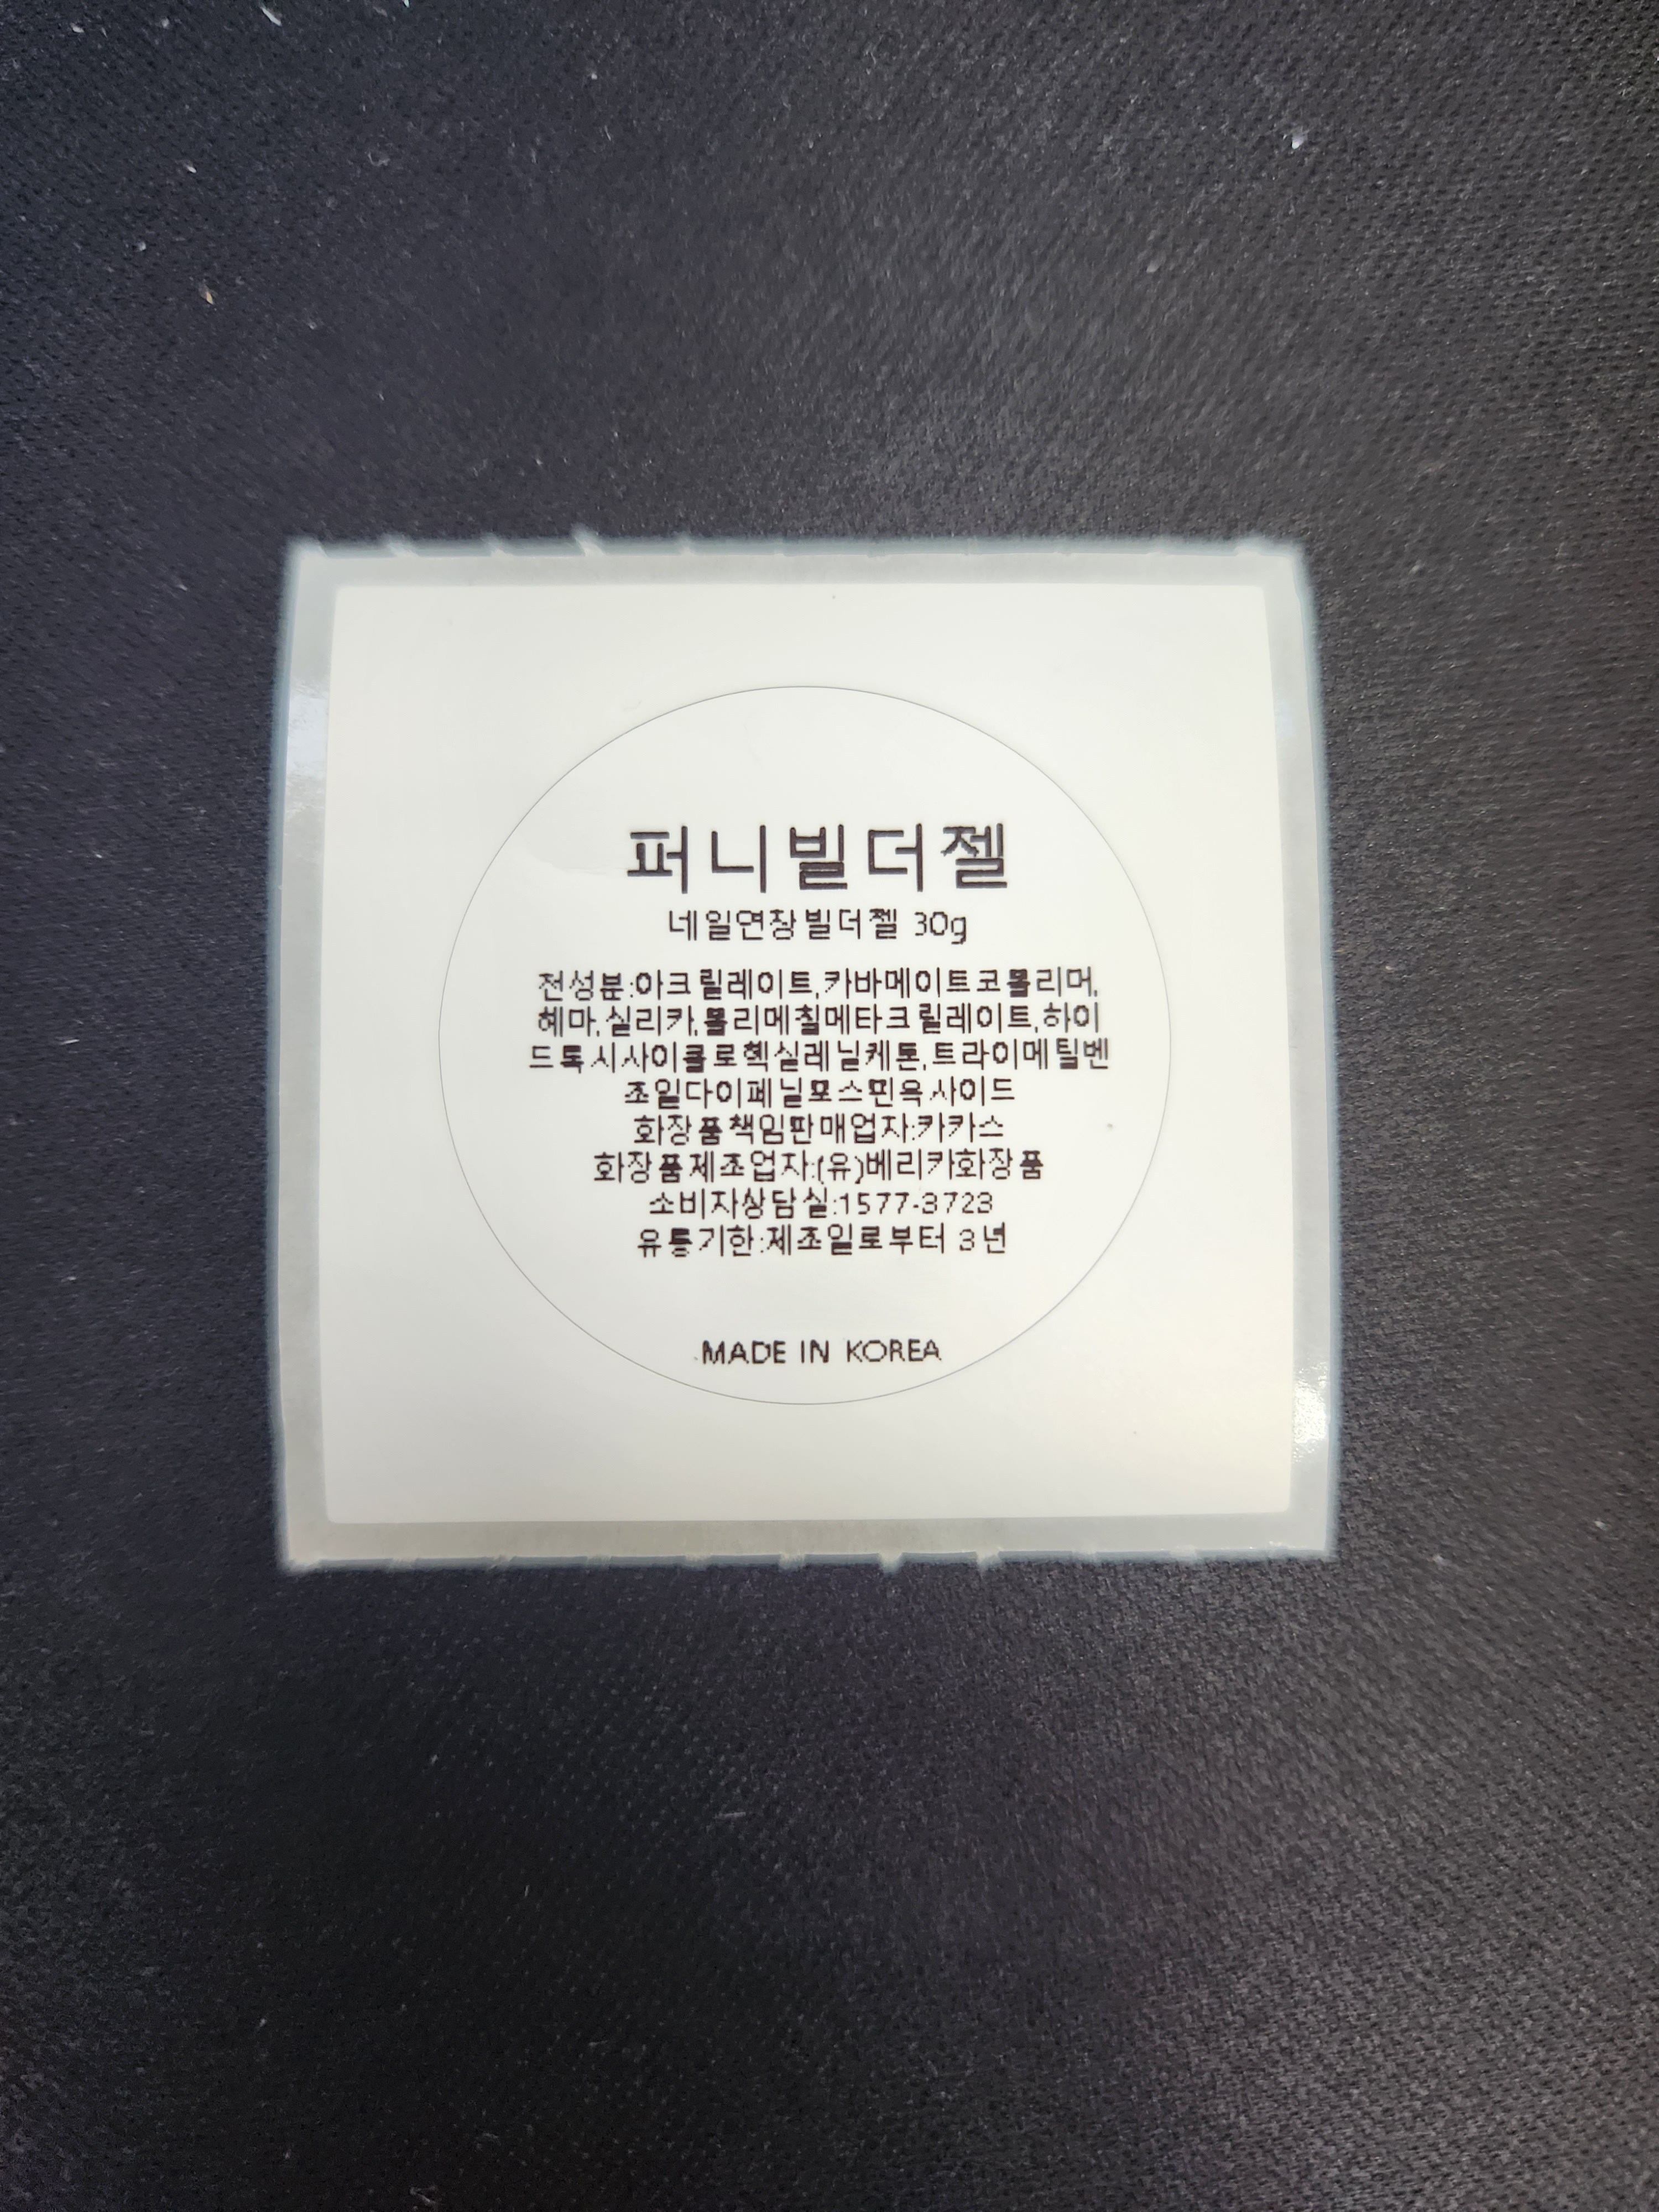 퍼니빌더젤
네일연장빌더젤 30g
전성분:아크릴레이트,카바메이트코폴리머,
헤마,실리카,폴리메칠메타크릴레이트,하이
드록시사이클로헥실페닐케톤,트라이메틸벤
조일다이페닐포스핀옥사이드
화장품책임판매업자:카카스
화장품제조업자:(유)베리카화장품
소비자상담실:1577-3723
유통기한:제조일로부터 3년
MADE IN KOREA